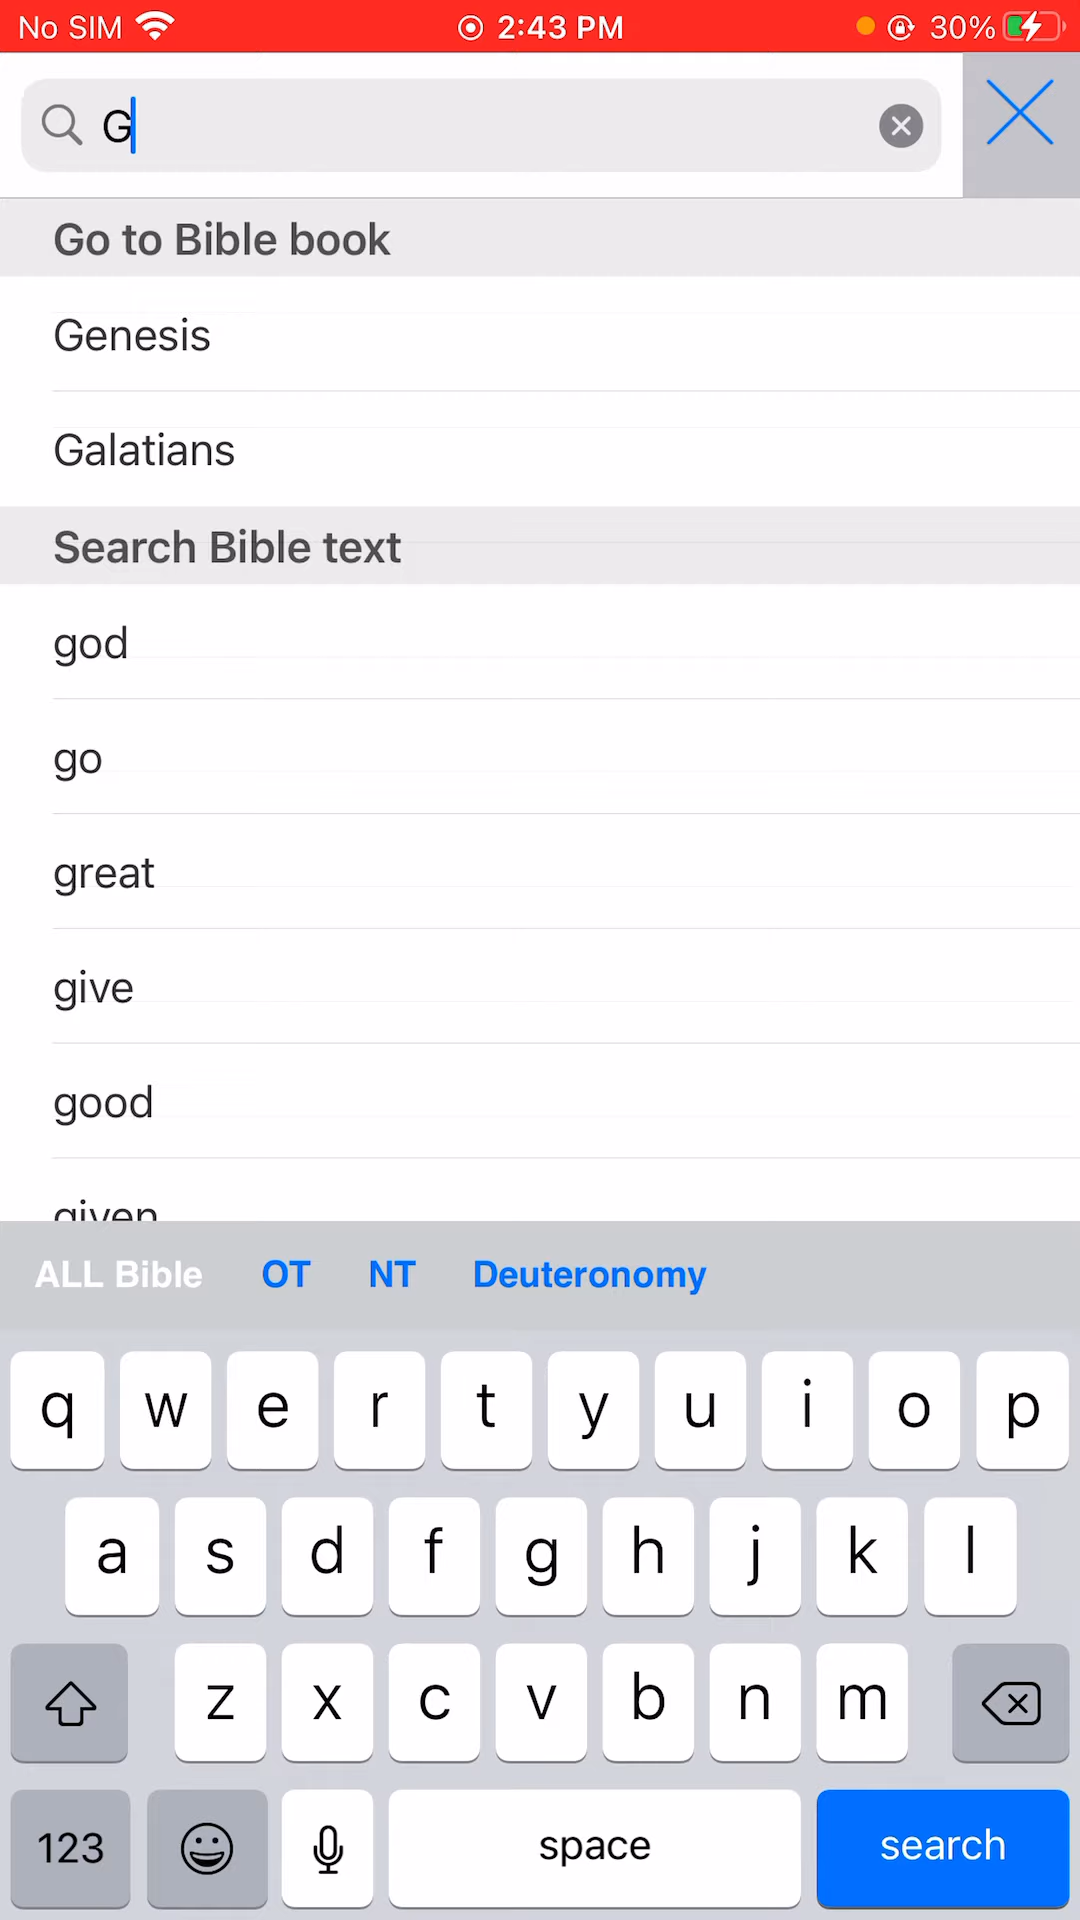 No SIM 2:43 PM 30%
G
Go to Bible book
Genesis
Galatians
Search Bible text
god
go
great
give
good
given
ALL Bible OT NT Deuteronomy
q w e r t y u i o p
a s d f g h j k l
z x c v b n m
123 space search